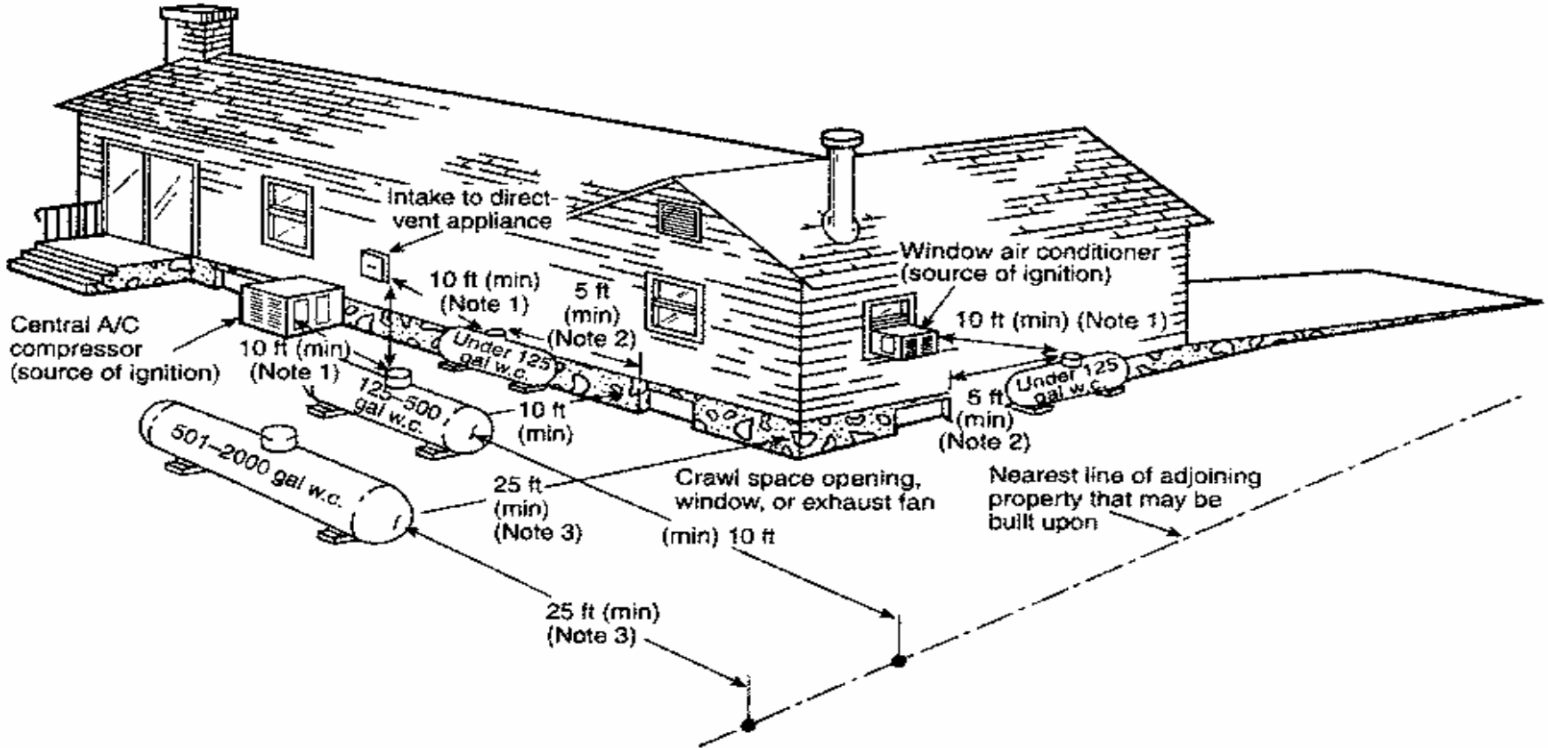 Intake to direct-
vent appliance
Window air conditioner
(source of ignition)
10 ft (min)
(Note 1)
5 ft
(min)
(Note 2)
10 ft (min) (Note 1)
Central A/C
compressor
(source of ignition)
10 ft (min)
(Note 1)
Under 125
gal w.c.
Under 125
gal w.c.
125–500
gal w.c.
10 ft
(min)
5 ft
(min)
(Note 2)
501–2000 gal w.c.
25 ft
(min)
(Note 3)
Crawl space opening,
window, or exhaust fan
Nearest line of adjoining
property that may be
built upon
(min) 10 ft
25 ft (min)
(Note 3)